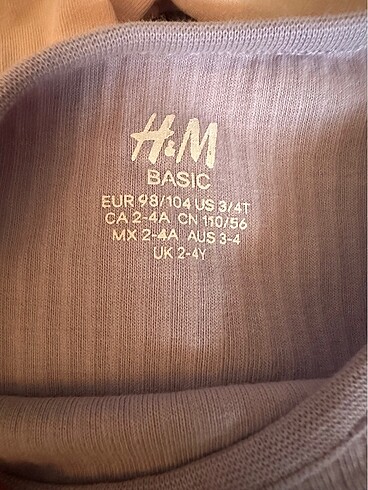 H&M
BASIC
EUR 98/104 US 3/4T
CA 2-4A CN 110/56
MX 2-4A AUS 3-4
UK 2-4Y